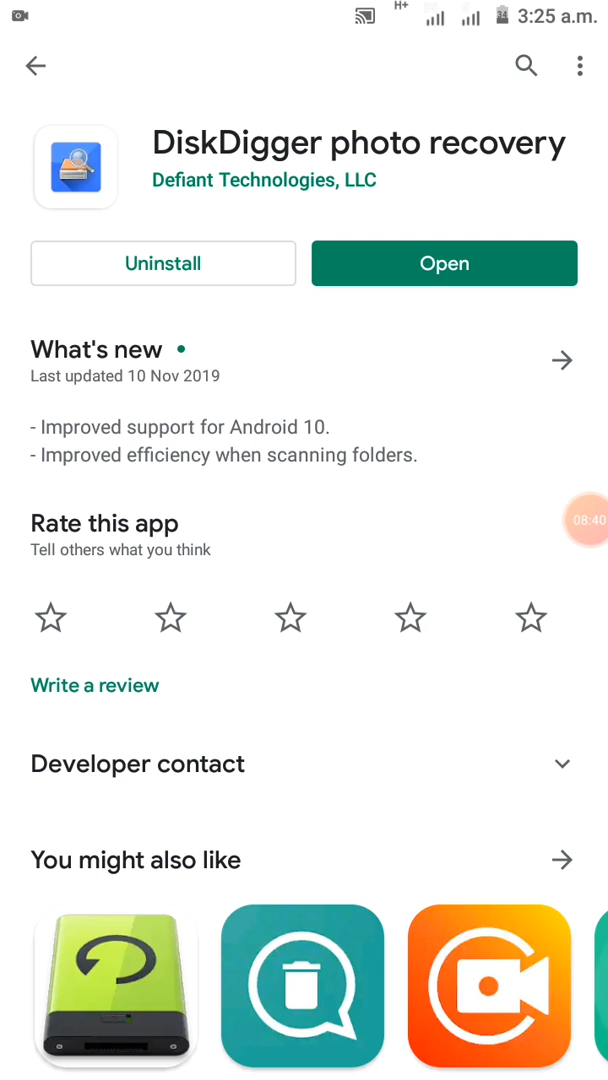 H+
34
3:25 a.m.
DiskDigger photo recovery
Defiant Technologies, LLC
Uninstall
Open
What's new •
Last updated 10 Nov 2019
- Improved support for Android 10.
- Improved efficiency when scanning folders.
Rate this app
08:40
Tell others what you think
Write a review
Developer contact
You might also like